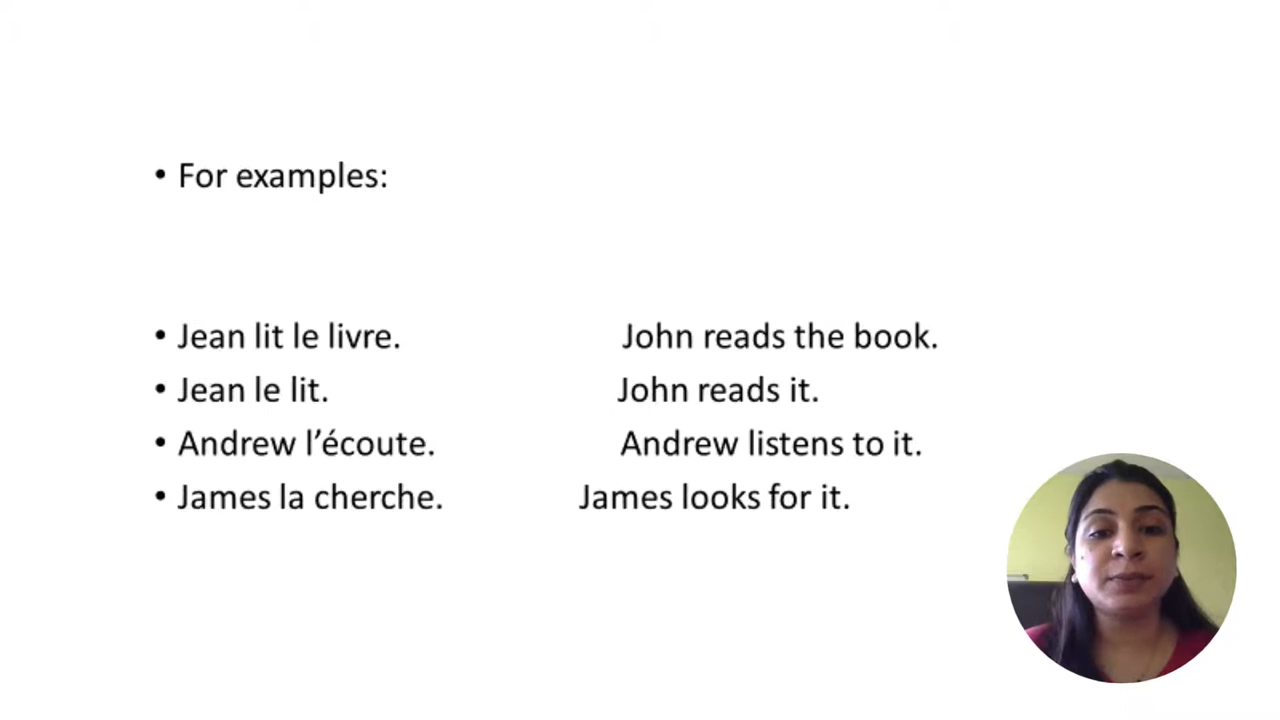 • For examples:
• Jean lit le livre. John reads the book.
• Jean le lit. John reads it.
• Andrew l’écoute. Andrew listens to it.
• James la cherche. James looks for it.